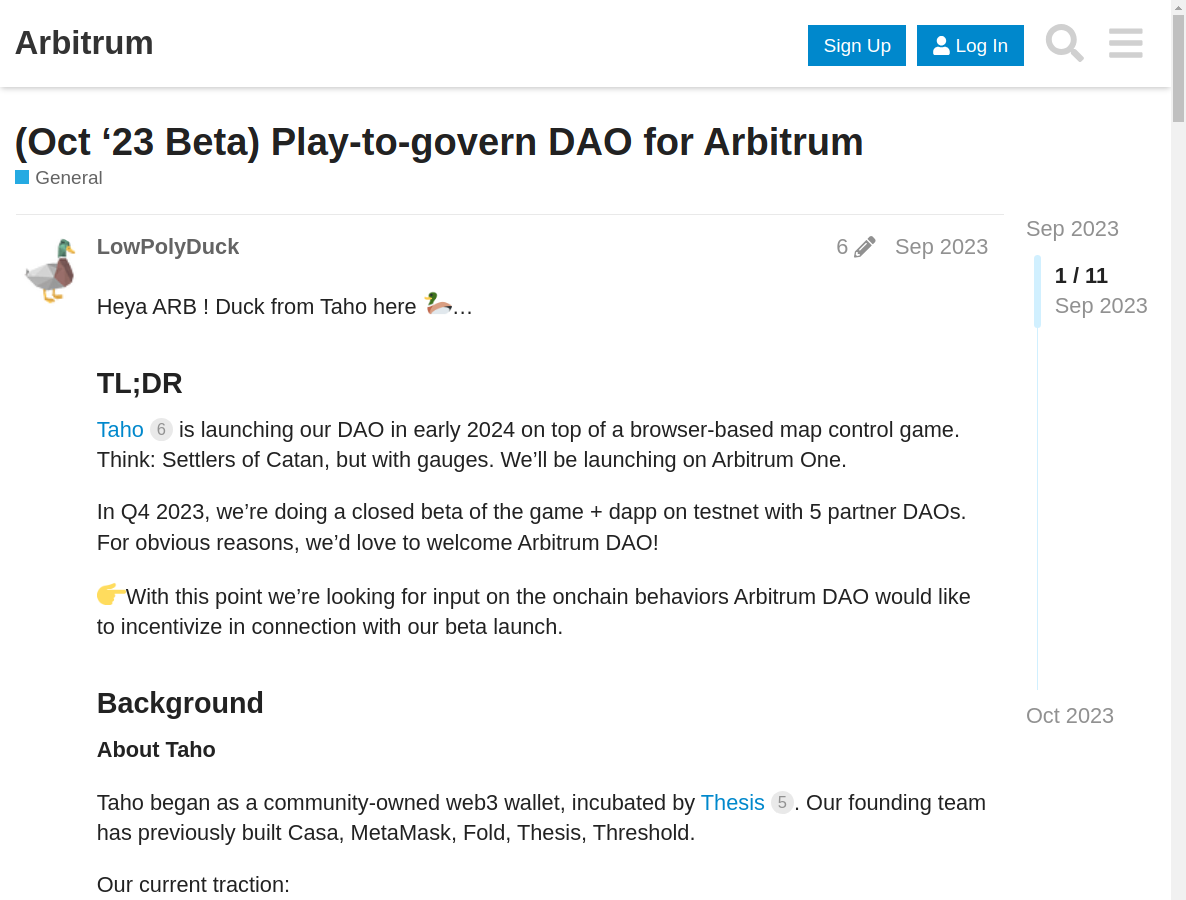 Arbitrum
Sign Up
Log In
(Oct ‘23 Beta) Play-to-govern DAO for Arbitrum
General
LowPolyDuck
6
Sep 2023
Heya ARB ! Duck from Taho here …
TL;DR
Taho 6 is launching our DAO in early 2024 on top of a browser-based map control game.
Think: Settlers of Catan, but with gauges. We’ll be launching on Arbitrum One.
In Q4 2023, we’re doing a closed beta of the game + dapp on testnet with 5 partner DAOs.
For obvious reasons, we’d love to welcome Arbitrum DAO!
With this point we’re looking for input on the onchain behaviors Arbitrum DAO would like
to incentivize in connection with our beta launch.
Background
About Taho
Taho began as a community-owned web3 wallet, incubated by Thesis 5. Our founding team
has previously built Casa, MetaMask, Fold, Thesis, Threshold.
Our current traction:
Sep 2023
1 / 11
Sep 2023
Oct 2023